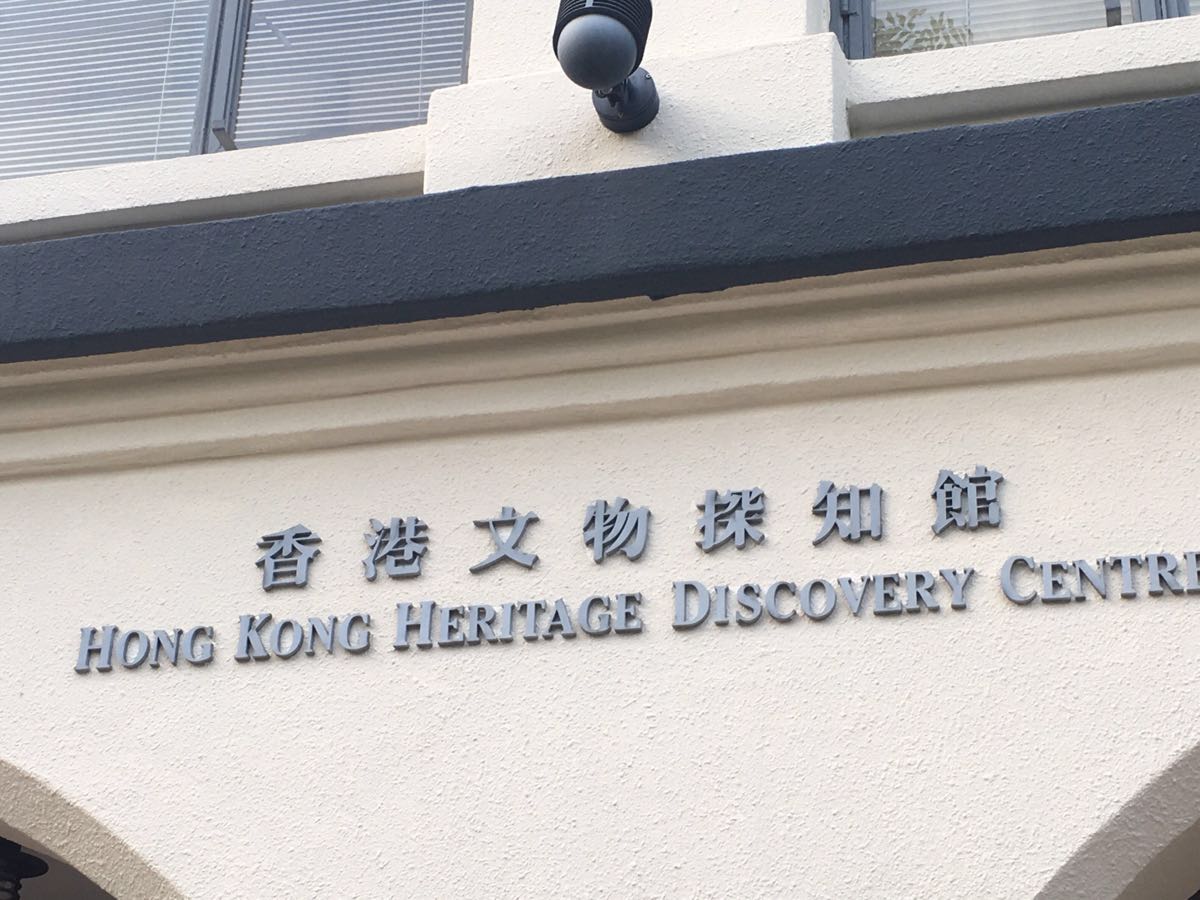 香港文物探知館
HONG KONG HERITAGE DISCOVERY CENTRE